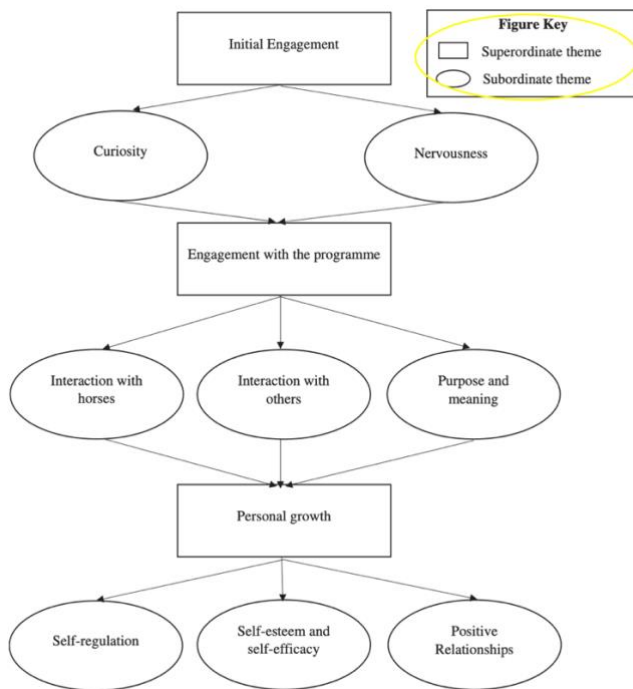 Initial Engagement
Figure Key
Superordinate theme
Subordinate theme
Curiosity
Nervousness
Engagement with the programme
Interaction with
horses
Interaction with
others
Purpose and
meaning
Personal growth
Self-regulation
Self-esteem and
self-efficacy
Positive
Relationships